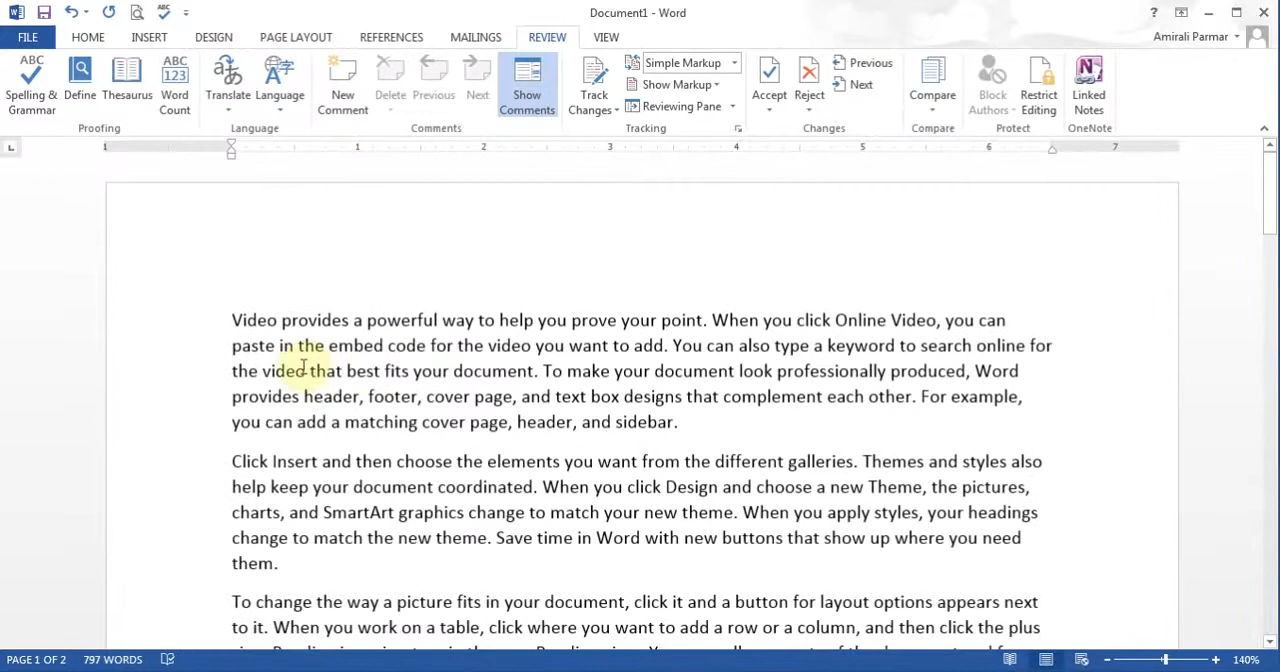 Document1 - Word
?
FILE HOME INSERT DESIGN PAGE LAYOUT REFERENCES MAILINGS REVIEW VIEW Amirali Parmar
ABC Spelling & Grammar
Define
Thesaurus
ABC 123 Word Count
Proofing
Translate
Language
Language
New Comment
Delete
Previous
Next
Show Comments
Comments
Track Changes
Simple Markup
Show Markup
Reviewing Pane
Tracking
Accept
Reject
Previous
Next
Changes
Compare
Compare
Block Authors
Restrict Editing
Protect
Linked Notes
OneNote
1 1 2 3 4 5 6 7
Video provides a powerful way to help you prove your point. When you click Online Video, you can
paste in the embed code for the video you want to add. You can also type a keyword to search online for
the video that best fits your document. To make your document look professionally produced, Word
provides header, footer, cover page, and text box designs that complement each other. For example,
you can add a matching cover page, header, and sidebar.
Click Insert and then choose the elements you want from the different galleries. Themes and styles also
help keep your document coordinated. When you click Design and choose a new Theme, the pictures,
charts, and SmartArt graphics change to match your new theme. When you apply styles, your headings
change to match the new theme. Save time in Word with new buttons that show up where you need
them.
To change the way a picture fits in your document, click it and a button for layout options appears next
to it. When you work on a table, click where you want to add a row or a column, and then click the plus
PAGE 1 OF 2 797 WORDS 140%